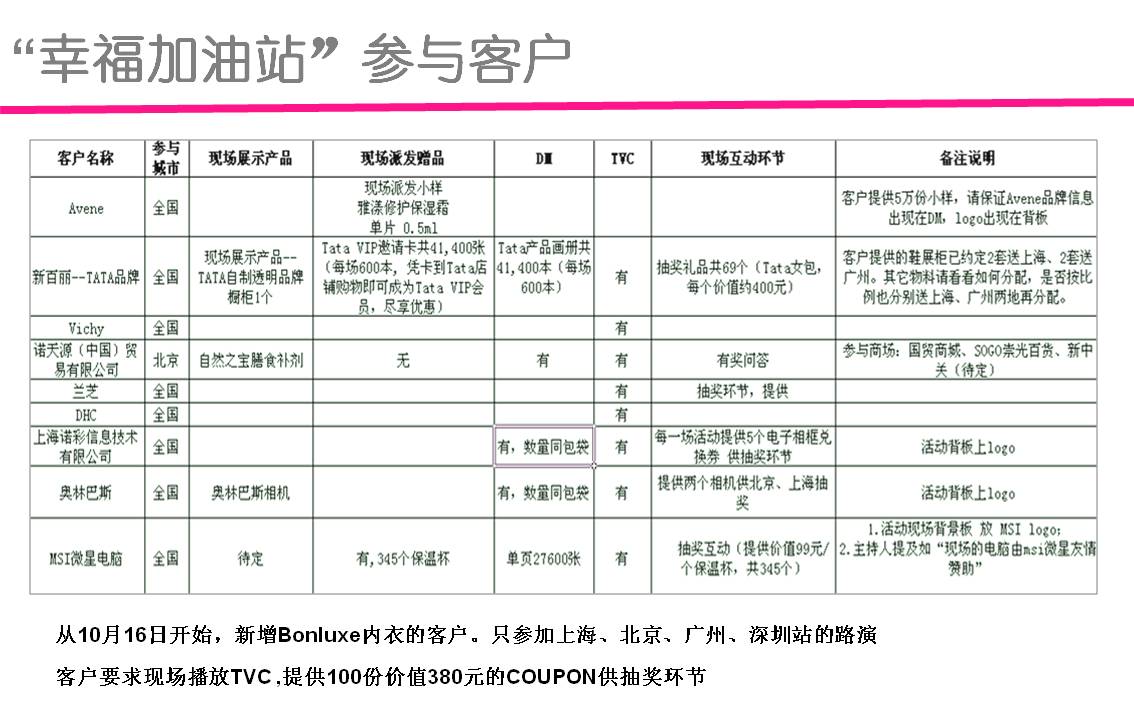 “幸福加油站”参与客户
客户名称 参与城市 现场展示产品 现场派发赠品 DM TVC 现场互动环节 备注说明
Avene 全国 现场派发小样 雅漾修护保湿霜 单片 0.5ml 客户提供5万份小样，请保证Avene品牌信息出现在DM，logo出现在背板
新百丽--TATA品牌 全国 现场展示产品--TATA自制透明品牌橱柜1个 Tata VIP邀请卡共41,400张（每场600本，凭卡到Tata店铺购物即可成为Tata VIP会员，尽享优惠） Tata产品画册共41,400本（每场600本） 有 抽奖礼品共69个（Tata女包，每个价值约400元） 客户提供的鞋展柜已约定2套送上海、2套送广州。其它物料请看看如何分配，是否按比例也分别送上海、广州两地再分配。
Vichy 全国 有
诺天源（中国）贸易有限公司 北京 自然之宝膳食补剂 无 有 有 有奖问答 参与商场：国贸商城、SOGO崇光百货、新中关（待定）
兰芝 全国 有 抽奖环节，提供
DHC 全国 有
上海诺彩信息技术有限公司 全国 有，数量同包袋 有 每一场活动提供5个电子相框兑换券 供抽奖环节 活动背板上logo
奥林巴斯 全国 奥林巴斯相机 有，数量同包袋 有 提供两个相机供北京、上海抽奖 活动背板上logo
MSI微星电脑 全国 待定 有,345个保温杯 单页27600张 有 抽奖互动（提供价值99元/个保温杯，共345个） 1.活动现场背景板 放 MSI logo； 2.主持人提及如“现场的电脑由msi微星友情赞助”
从10月16日开始，新增Bonluxe内衣的客户。只参加上海、北京、广州、深圳站的路演
客户要求现场播放TVC ,提供100份价值380元的COUPON供抽奖环节